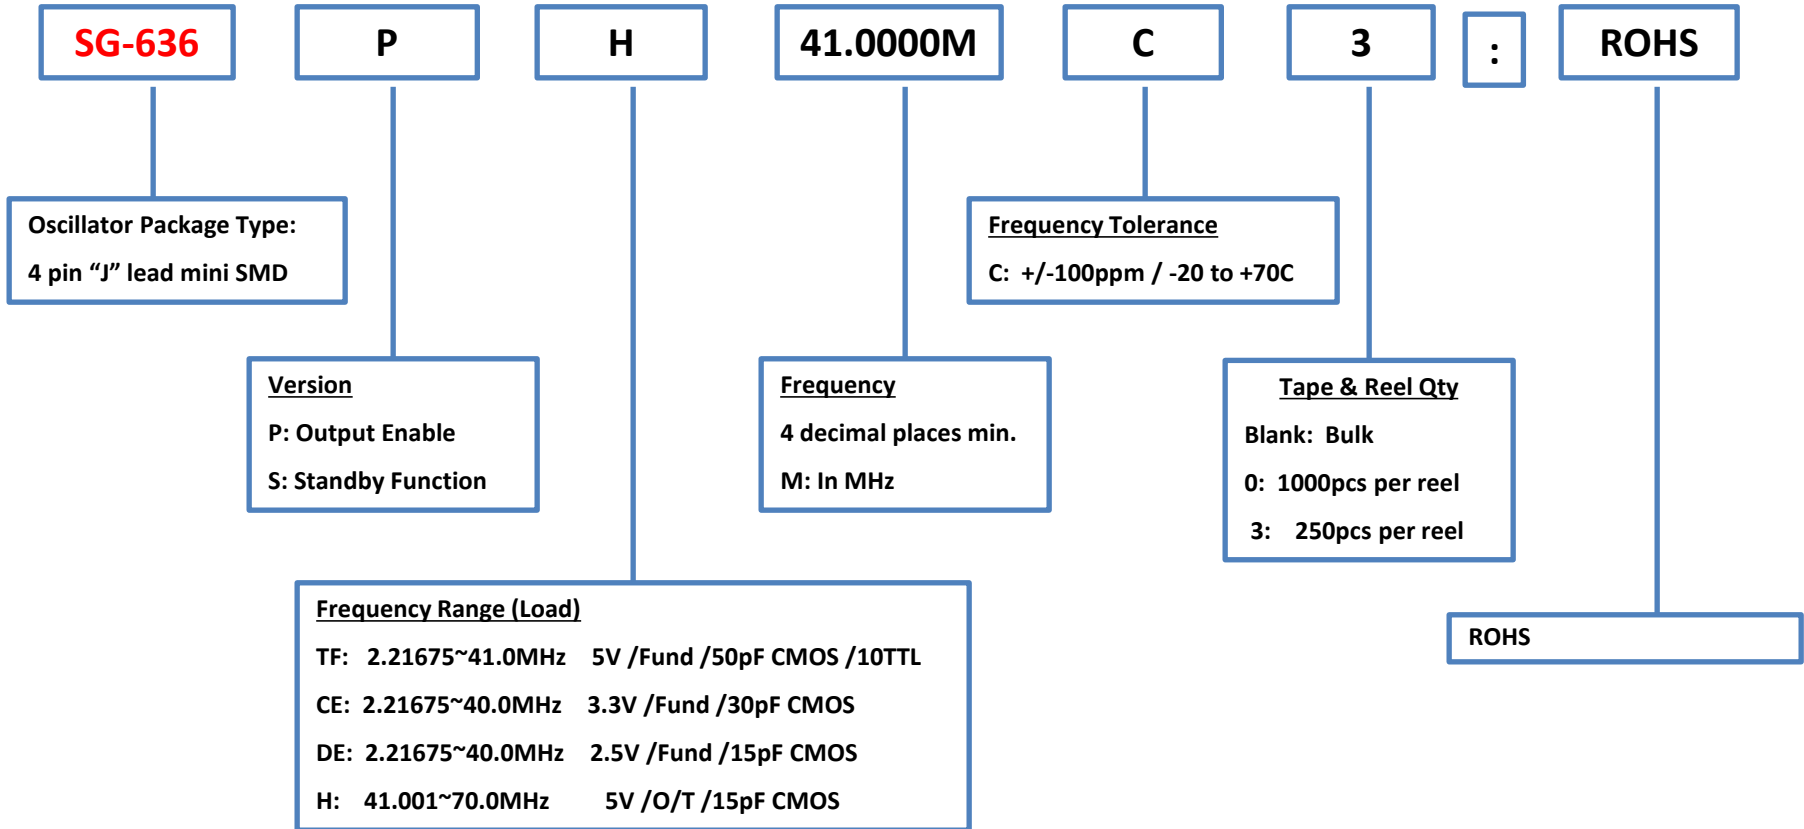 SG-636 P H 41.0000M C 3 : ROHS
Oscillator Package Type:
4 pin “J” lead mini SMD
Frequency Tolerance
C: +/-100ppm / -20 to +70C
Version
P: Output Enable
S: Standby Function
Frequency
4 decimal places min.
M: In MHz
Tape & Reel Qty
Blank: Bulk
0: 1000pcs per reel
3: 250pcs per reel
Frequency Range (Load)
TF: 2.21675~41.0MHz 5V /Fund /50pF CMOS /10TTL
CE: 2.21675~40.0MHz 3.3V /Fund /30pF CMOS
DE: 2.21675~40.0MHz 2.5V /Fund /15pF CMOS
H: 41.001~70.0MHz 5V /O/T /15pF CMOS
ROHS